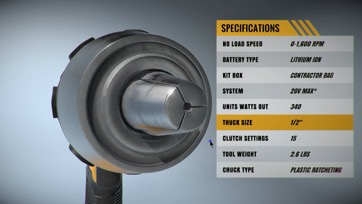 SPECIFICATIONS
NO LOAD SPEED 0-1,600 RPM
BATTERY TYPE LITHIUM ION
KIT BOX CONTRACTOR BAG
SYSTEM 20V MAX*
UNITS WATTS OUT 340
THUCK SIZE 1/2"
CLUTCH SETTINGS 15
TOOL WEIGHT 2.6 LBS
CHUCK TYPE PLASTIC RATCHETING